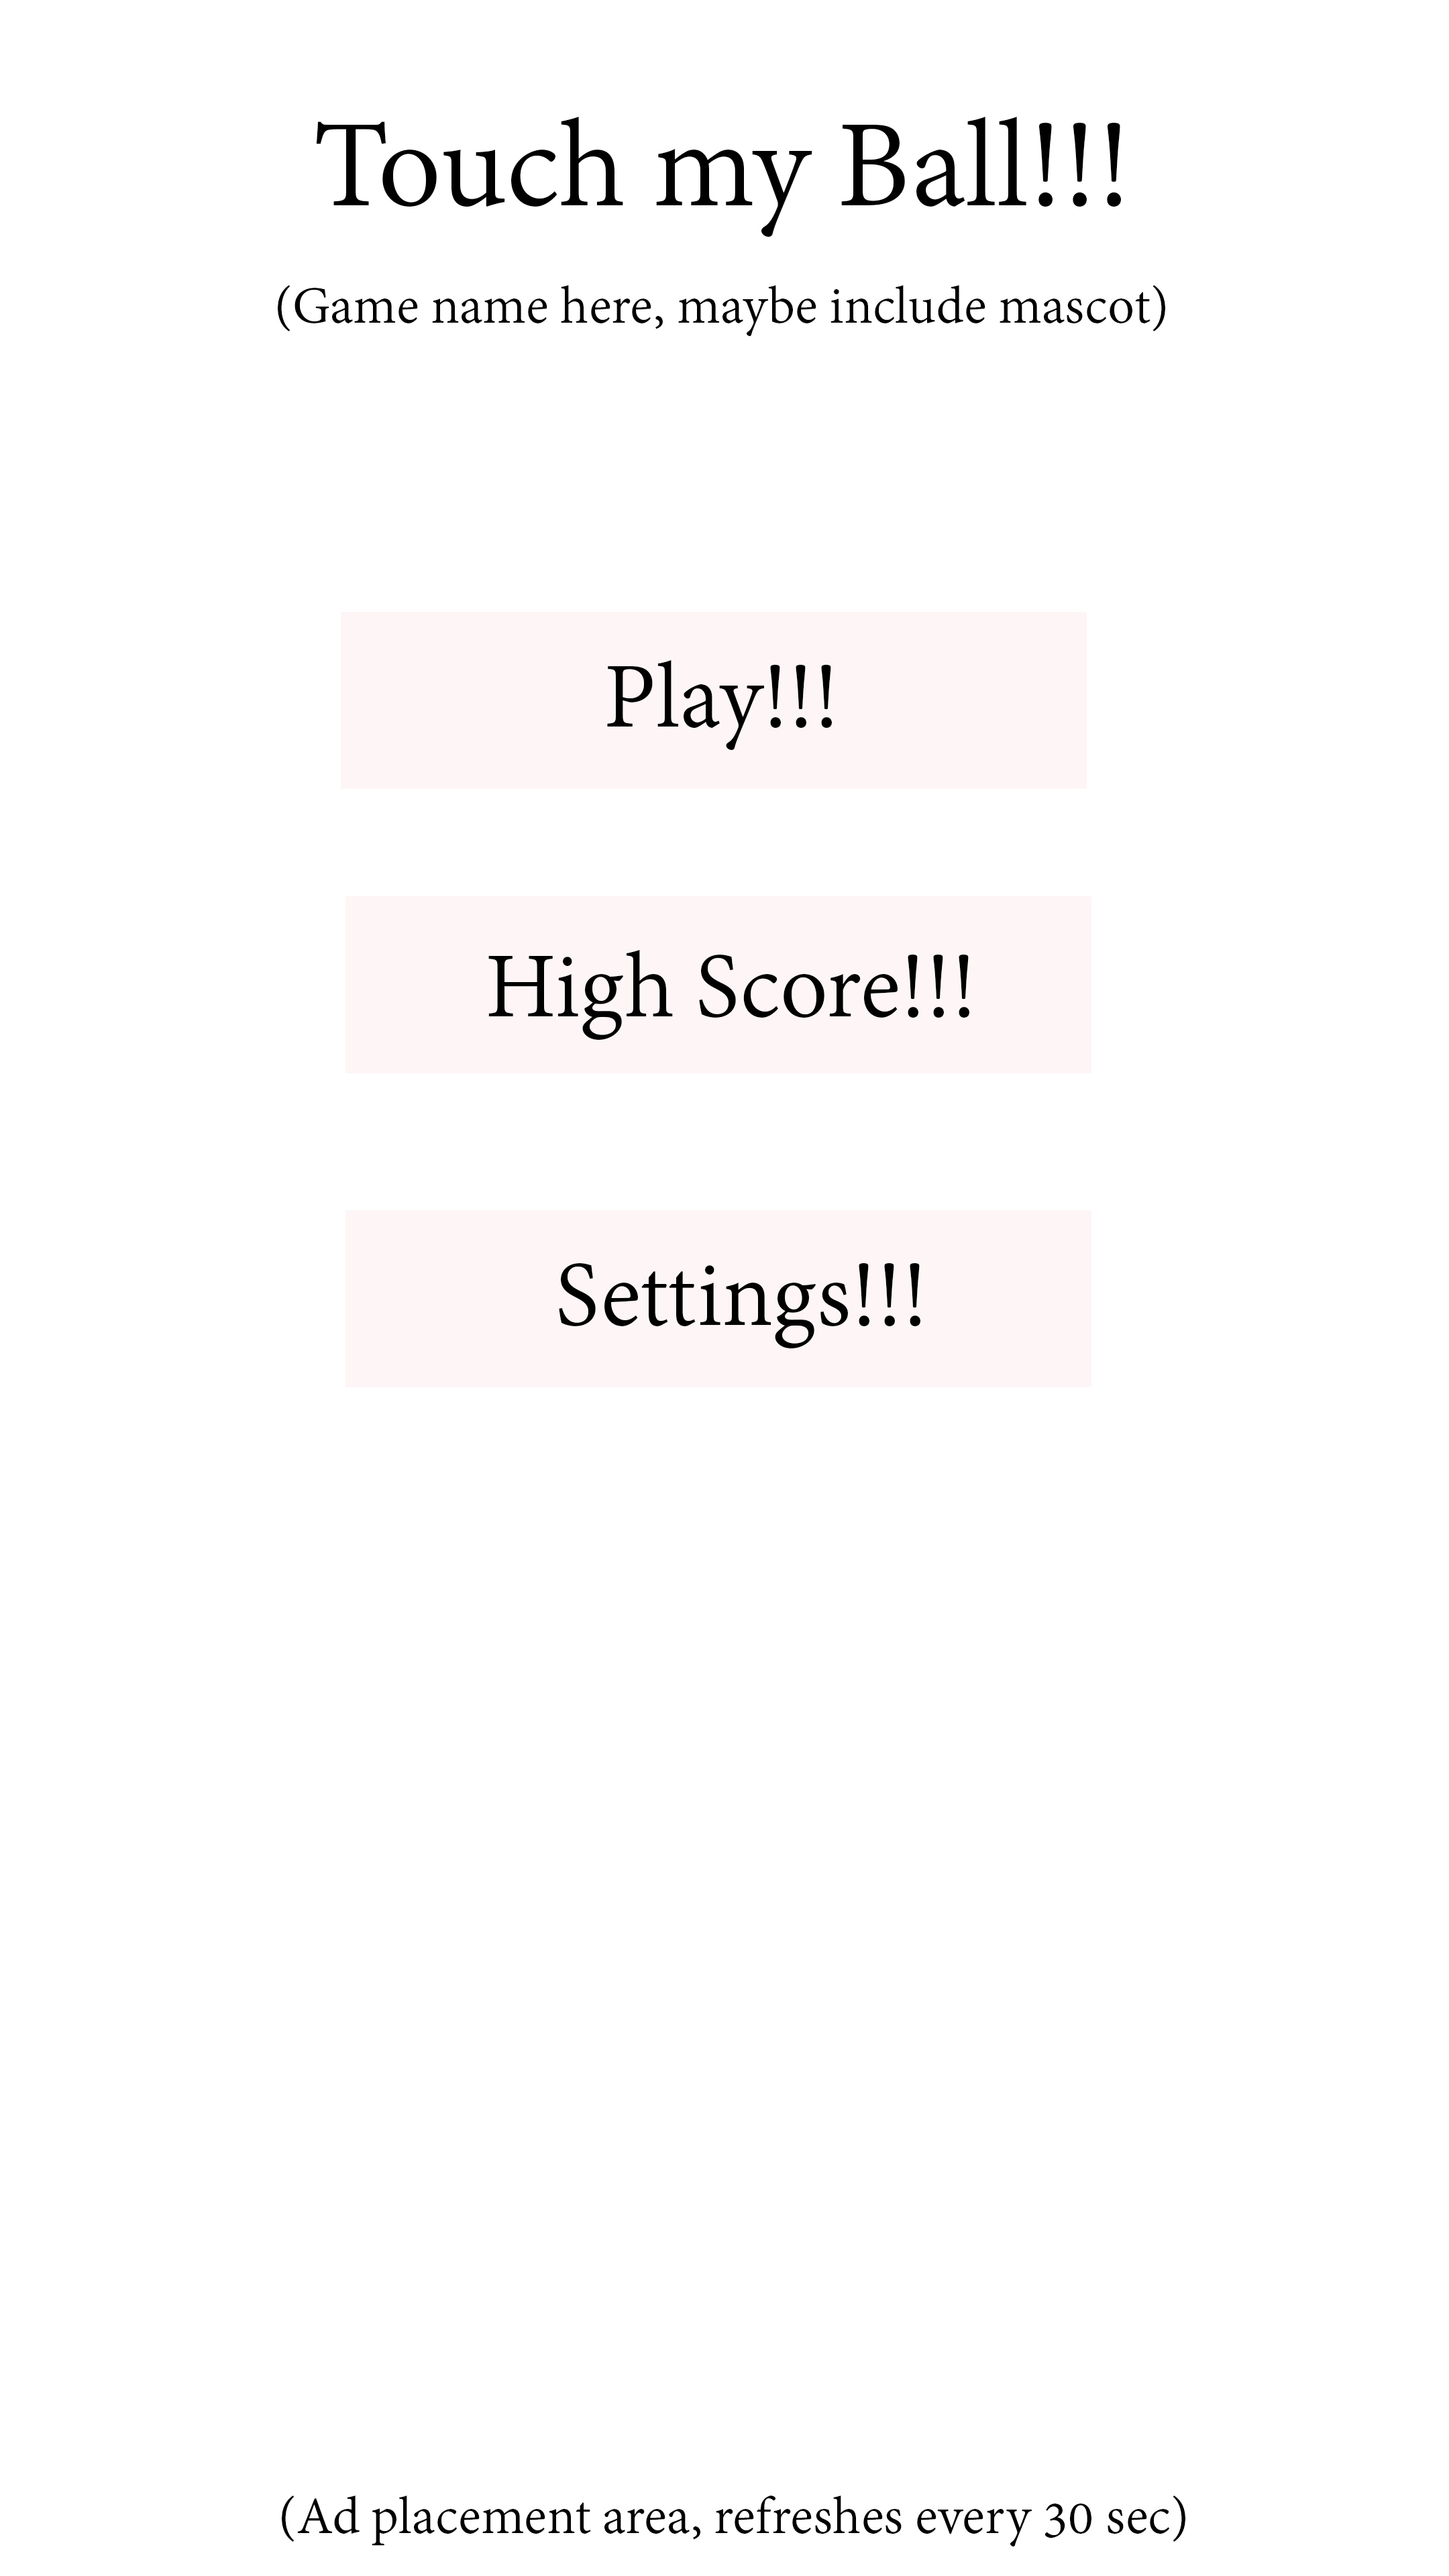 Touch my Ball!!!
(Game name here, maybe include mascot)
Play!!!
High Score!!!
Settings!!!
(Ad placement area, refreshes every 30 sec)